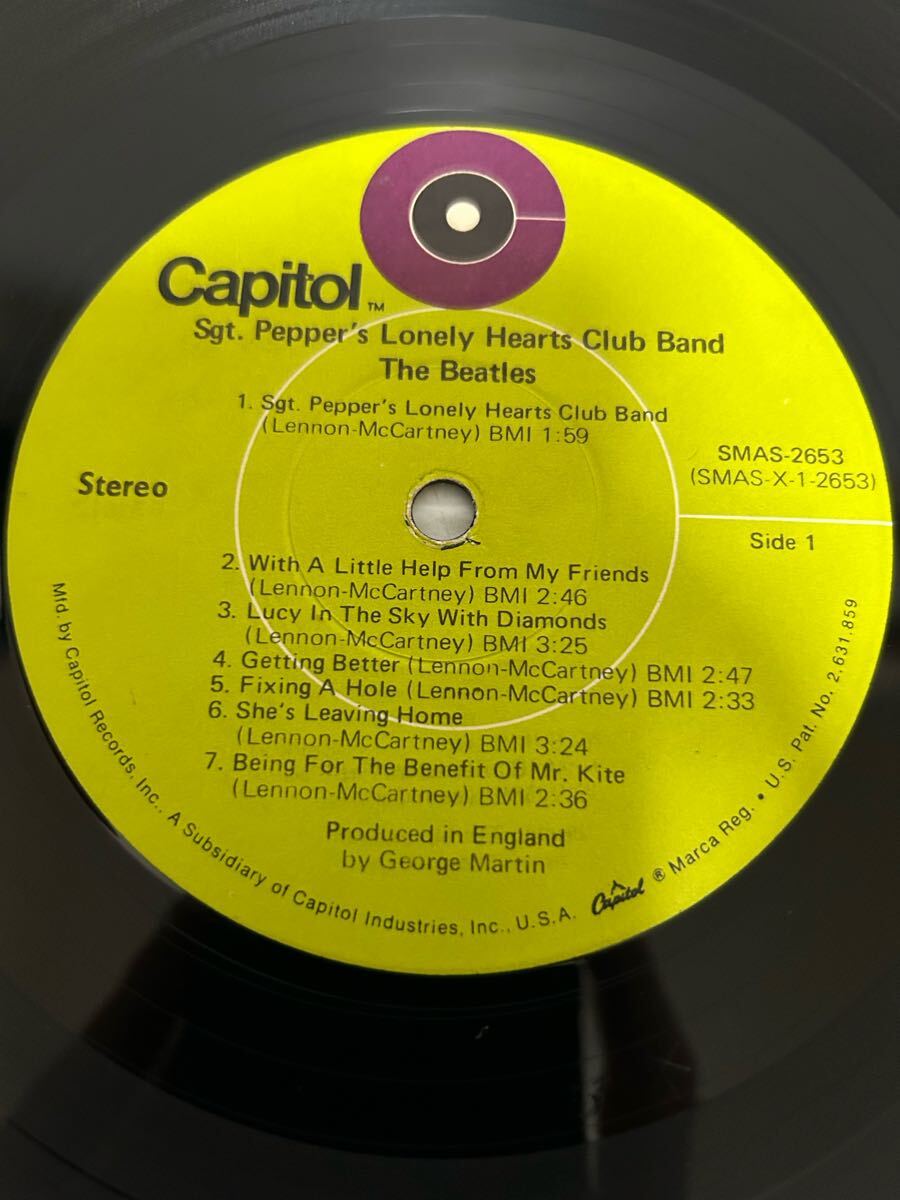 Capitol TM
Sgt. Pepper's Lonely Hearts Club Band
The Beatles
1. Sgt. Pepper's Lonely Hearts Club Band
(Lennon-McCartney) BMI 1:59
SMAS-2653
(SMAS-X-1-2653)
Stereo
Side 1
2. With A Little Help From My Friends
(Lennon-McCartney) BMI 2:46
3. Lucy In The Sky With Diamonds
(Lennon-McCartney) BMI 3:25
4. Getting Better (Lennon-McCartney) BMI 2:47
5. Fixing A Hole (Lennon-McCartney) BMI 2:33
6. She's Leaving Home
(Lennon-McCartney) BMI 3:24
7. Being For The Benefit Of Mr. Kite
(Lennon-McCartney) BMI 2:36
Produced in England
by George Martin
Mfd. by Capitol Records, Inc., A Subsidiary of Capitol Industries, Inc., U.S.A. Capitol ® Marca Reg. • U.S. Pat. No. 2,631,859